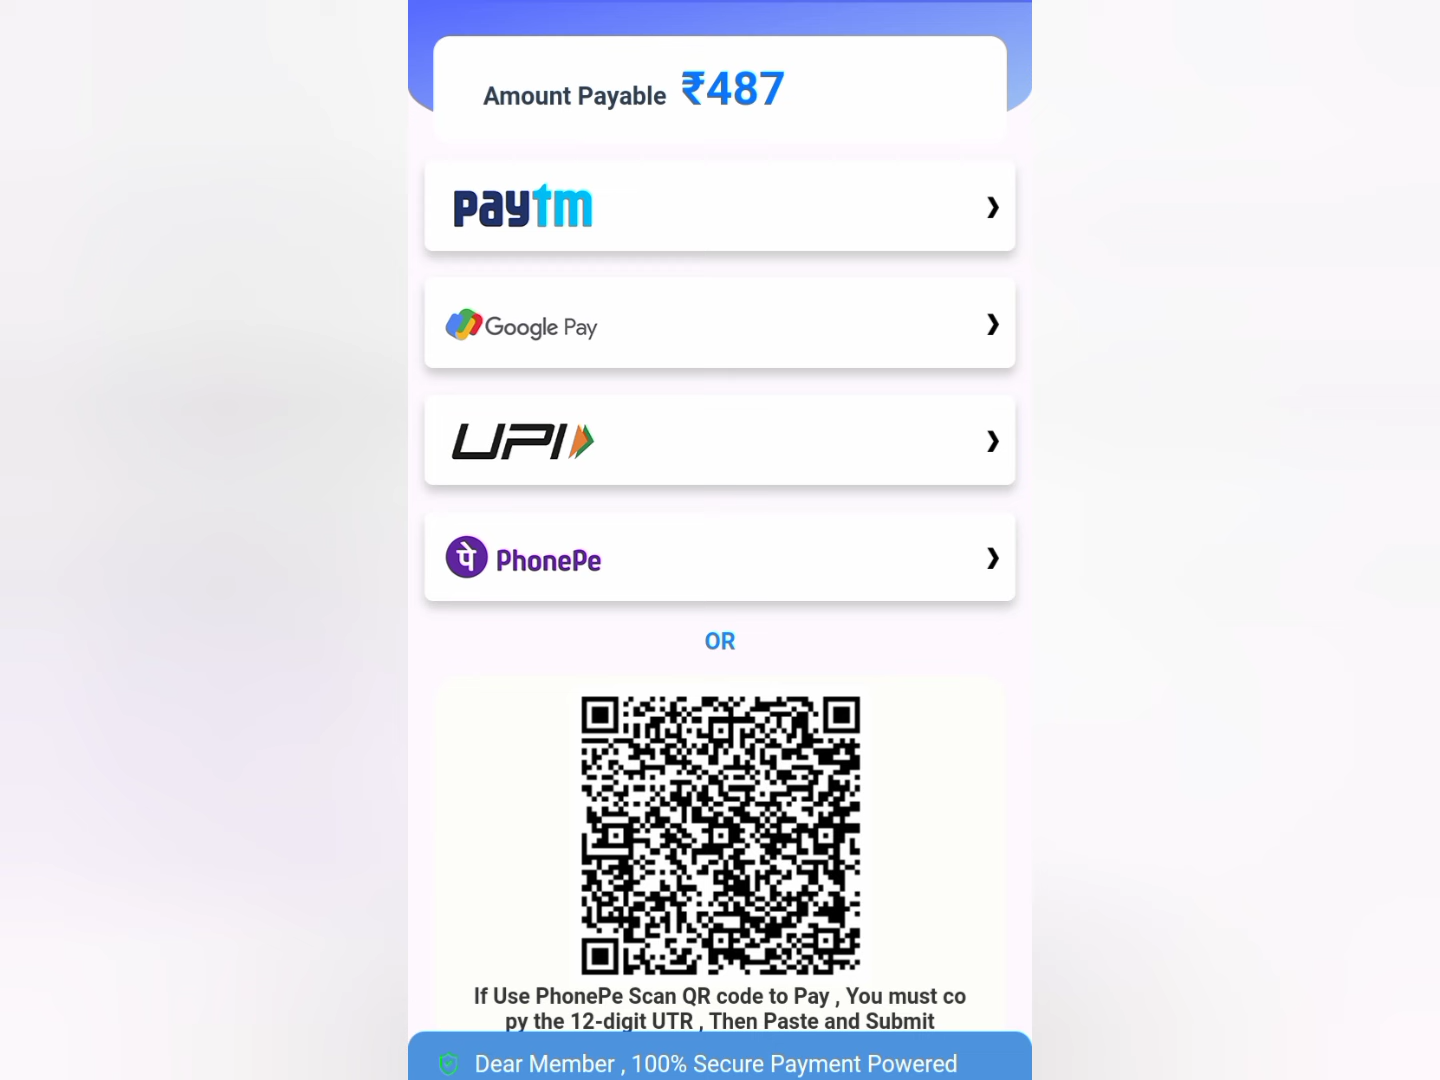 Amount Payable ₹487
paytm
Google Pay
UPI
पे PhonePe
OR
If Use PhonePe Scan QR code to Pay , You must co
py the 12-digit UTR , Then Paste and Submit
Dear Member , 100% Secure Payment Powered